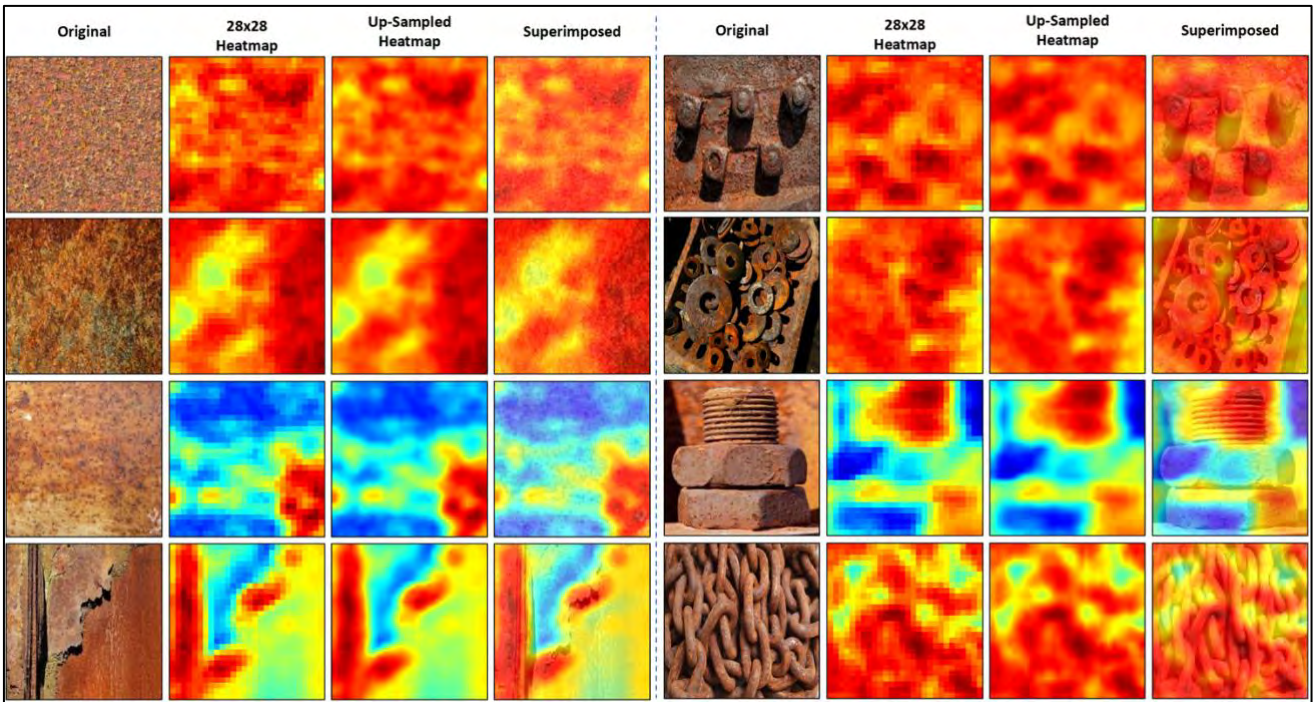 Original
28x28
Heatmap
Up-Sampled
Heatmap
Superimposed
Original
28x28
Heatmap
Up-Sampled
Heatmap
Superimposed